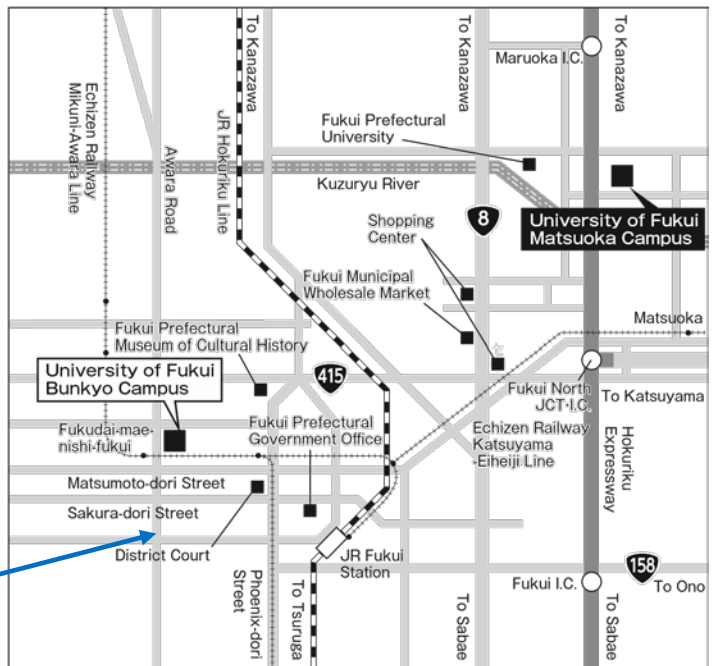 To Kanazawa
To Kanazawa
To Kanazawa
Maruoka I.C.
Echizen Railway
Mikuni-Awara Line
Awara Road
JR Hokuriku Line
Fukui Prefectural
University
Kuzuryu River
8
University of Fukui
Matsuoka Campus
Shopping
Center
Fukui Municipal
Wholesale Market
Matsuoka
Fukui Prefectural
Museum of Cultural History
415
University of Fukui
Bunkyo Campus
Fukui North
JCT·I.C.
To Katsuyama
Fukudai-mae-
nishi-fukui
Fukui Prefectural
Government Office
Echizen Railway
Katsuyama
-Eiheiji Line
Hokuriku
Expressway
Matsumoto-dori Street
Sakura-dori Street
District Court
JR Fukui
Station
Phoenix-dori
Street
To Tsuruga
Fukui I.C.
158
To Ono
To Sabae
To Sabae